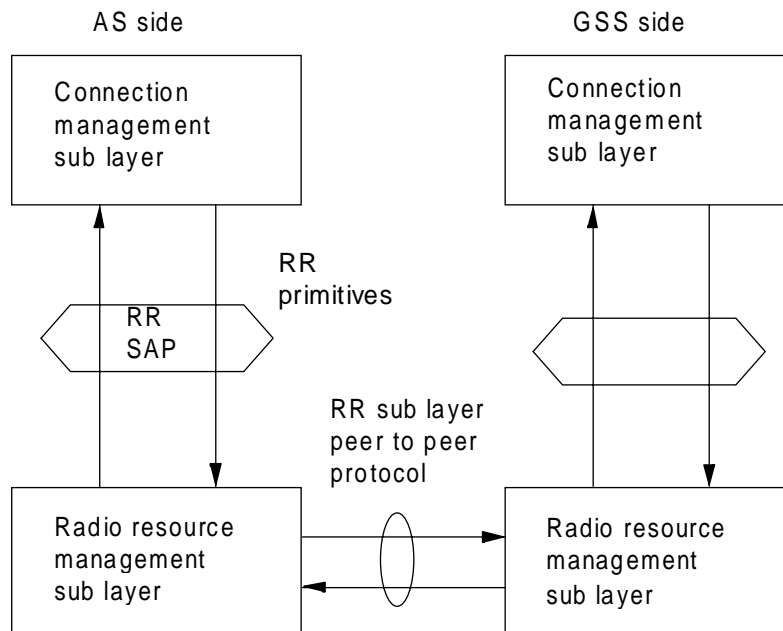 AS side
GSS side
Connection
management
sub layer
Connection
management
sub layer
RR
primitives
RR
SAP
RR sub layer
peer to peer
protocol
Radio resource
management
sub layer
Radio resource
management
sub layer